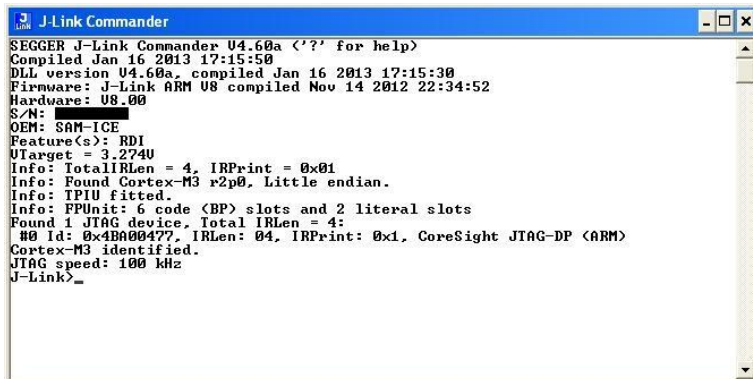 J-Link Commander
SEGGER J-Link Commander V4.60a ('?' for help)
Compiled Jan 16 2013 17:15:50
DLL version V4.60a, compiled Jan 16 2013 17:15:30
Firmware: J-Link ARM V8 compiled Nov 14 2012 22:34:52
Hardware: V8.00
S/N:
OEM: SAM-ICE
Feature(s): RDI
VTarget = 3.274V
Info: TotalIRLen = 4, IRPrint = 0x01
Info: Found Cortex-M3 r2p0, Little endian.
Info: TPIU fitted.
Info: FPUnit: 6 code (BP) slots and 2 literal slots
Found 1 JTAG device, Total IRLen = 4:
 #0 Id: 0x4BA00477, IRLen: 04, IRPrint: 0x1, CoreSight JTAG-DP (ARM)
Cortex-M3 identified.
JTAG speed: 100 kHz
J-Link>_